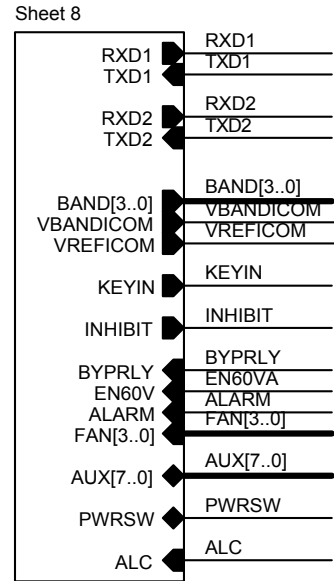 Sheet 8
RXD1 RXD1
TXD1 TXD1
RXD2 RXD2
TXD2 TXD2
BAND[3..0] BAND[3..0]
VBANDICOM VBANDICOM
VREFICOM VREFICOM
KEYIN KEYIN
INHIBIT INHIBIT
BYPRLY BYPRLY
EN60V EN60VA
ALARM ALARM
FAN[3..0] FAN[3..0]
AUX[7..0] AUX[7..0]
PWRSW PWRSW
ALC ALC